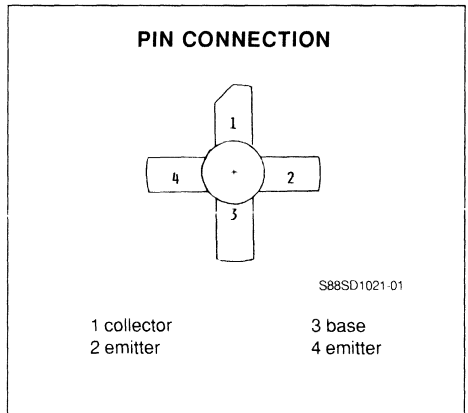 PIN CONNECTION
1
4
2
3
S88SD1021-01
1 collector
3 base
2 emitter
4 emitter